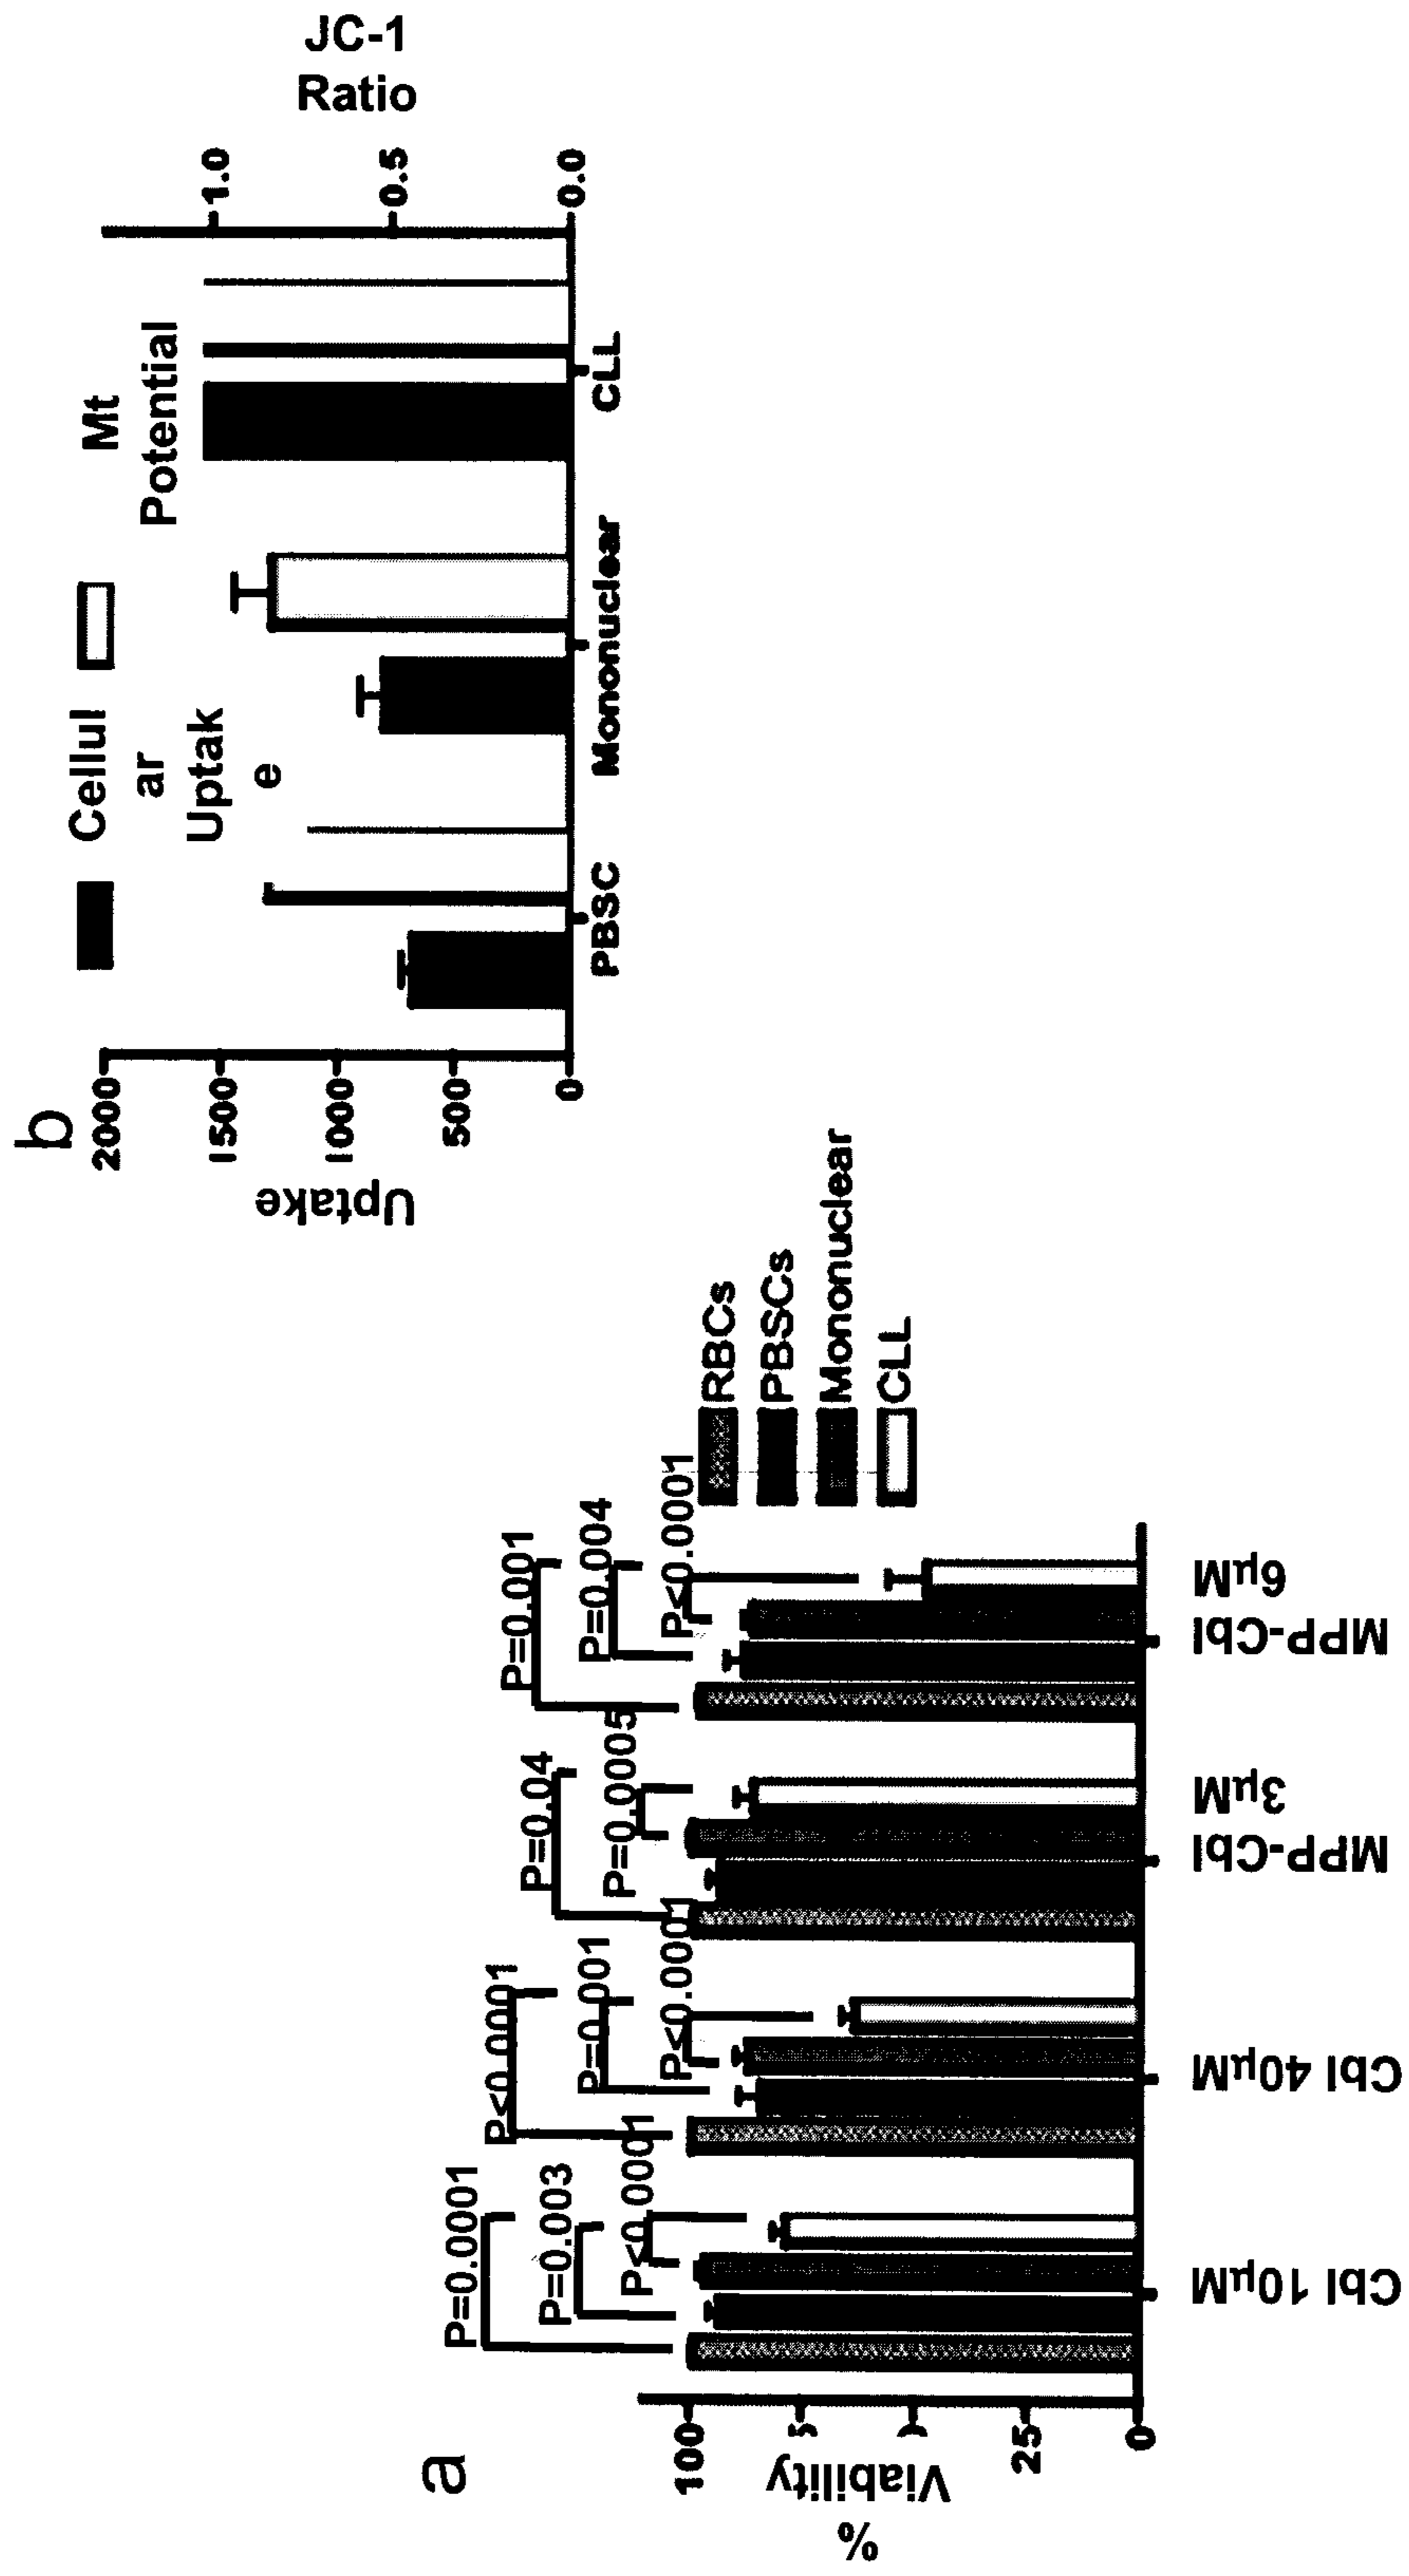 a
% Viability
100
25
0
P=0.0001
P=0.003
P<0.0001
P<0.0001
P=0.001
P<0.0001
P=0.04
P=0.0005
P=0.001
P=0.004
P<0.0001
Cbl 10µM
Cbl 40µM
MPP-Cbl
3µM
MPP-Cbl
6µM
RBCs
PBSCs
Mononuclear
CLL
b
Uptake
2000
1500
1000
500
0
Cellul
ar
Uptak
e
Mt
Potential
JC-1
Ratio
1.0
0.5
0.0
PBSC
Mononuclear
CLL